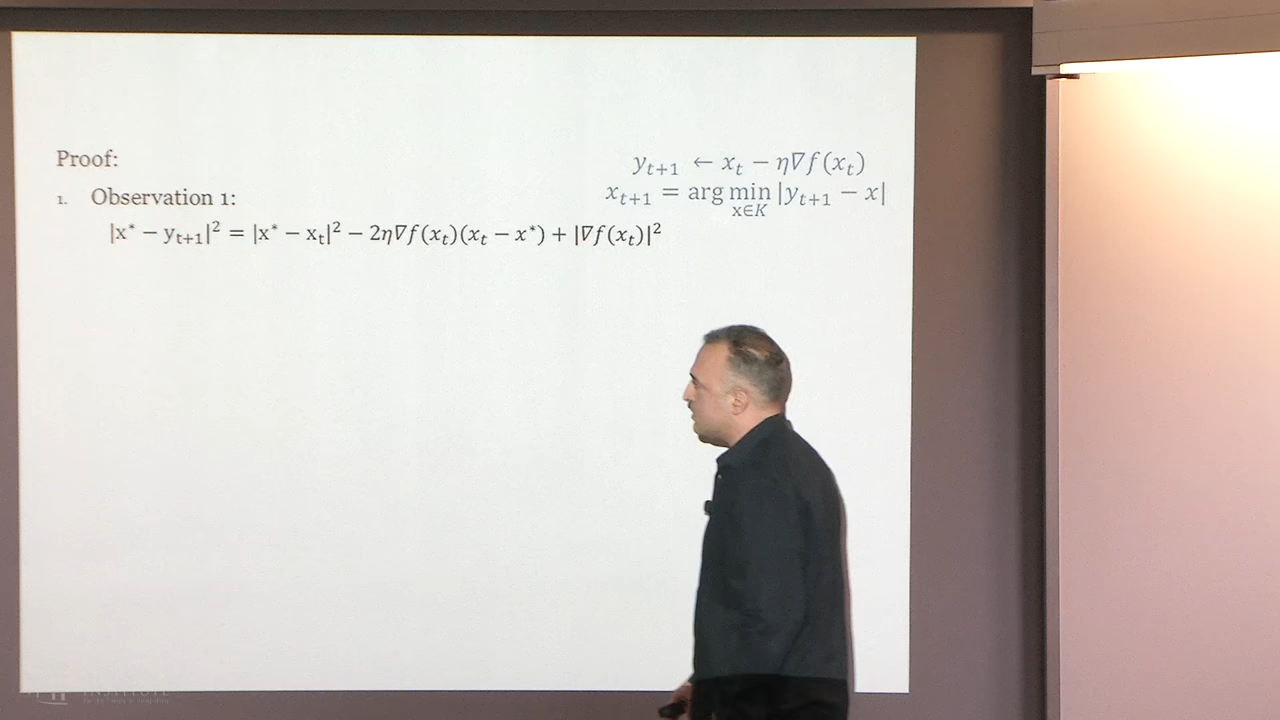 Proof:
y_{t+1} ← x_t − η∇f(x_t)
x_{t+1} = arg min_{x∈K} |y_{t+1} − x|
1. Observation 1:
|x* − y_{t+1}|² = |x* − x_t|² − 2η∇f(x_t)(x_t − x*) + |∇f(x_t)|²
INSTITUTE